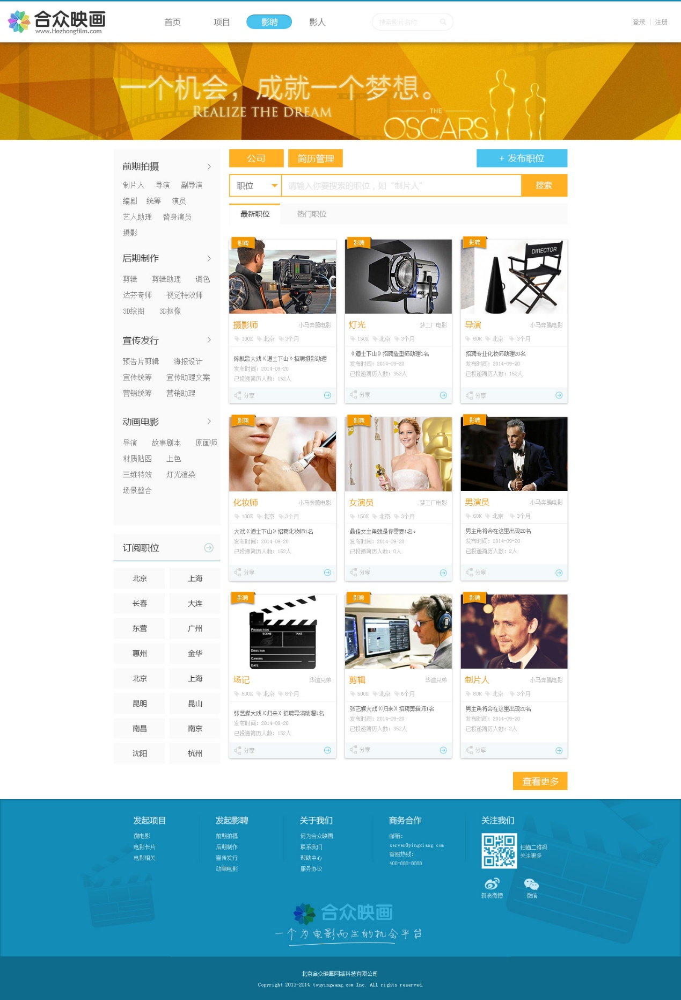 合众映画
www.Hezhongfilm.com
首页 项目 影聘 影人 搜索影片名称 登录 | 注册
一个机会，成就一个梦想。
REALIZE THE DREAM
THE
OSCARS
前期拍摄
制片人 导演 副导演
编剧 统筹 演员
艺人助理 替身演员
摄影
后期制作
剪辑 剪辑助理 调色
达芬奇师 视觉特效师
3D绘图 3D抠像
宣传发行
预告片剪辑 海报设计
宣传统筹 宣传助理文案
营销统筹 营销助理
动画电影
导演 故事剧本 原画师
材质贴图 上色
三维特效 灯光渲染
场景整合
订阅职位
北京 上海
长春 大连
东营 广州
惠州 金华
北京 上海
昆明 昆山
南昌 南京
沈阳 杭州
公司 简历管理 + 发布职位
职位 请输入你要搜索的职位，如“制片人” 搜索
最新职位 热门职位
影聘
摄影师 小马奔腾电影
100K 北京 3个月
陈凯歌大戏《道士下山》招聘摄影助理
发布时间：2014-09-20
已投递简历人数：152人
分享
影聘
灯光 梦工厂电影
150K 北京 3个月
《道士下山》招聘造型师助理1名
发布时间：2014-09-20
已投递简历人数：352人
分享
影聘
DIRECTOR
导演 小马奔腾电影
60K 北京 3个月
招聘专业化妆师助理20名
发布时间：2014-09-20
已投递简历人数：152人
分享
影聘
化妆师 小马奔腾电影
100K 北京 3个月
大戏《道士下山》招聘化妆师1名
发布时间：2014-09-20
已投递简历人数：152人
分享
影聘
女演员 梦工厂电影
150K 北京 3个月
最佳女主角就是你需要1名。
发布时间：2014-09-20
已投递简历人数：0人
分享
影聘
男演员 小马奔腾电影
60K 北京 3个月
男主角将会在这里出现20名
发布时间：2014-09-20
已投递简历人数：2人
分享
影聘
PRODUCTION
SCENE TAKE
DIRECTOR
CAMERA
DATE
场记 华谊兄弟
500K 北京 6个月
张艺媒大戏《归来》招聘导演助理1名
发布时间：2014-09-20
已投递简历人数：152人
分享
影聘
剪辑 华谊兄弟
500K 北京 6个月
张艺媒大戏《归来》招聘剪辑师1名
发布时间：2014-09-20
已投递简历人数：352人
分享
影聘
制片人 小马奔腾电影
60K 北京 3个月
男主角将会在这里出现20名
发布时间：2014-09-20
已投递简历人数：2人
分享
查看更多
发起项目
微电影
电影长片
电影相关
发起影聘
前期拍摄
后期制作
宣传发行
动画电影
关于我们
何为合众映画
联系我们
帮助中心
服务协议
商务合作
邮箱：
server@yingxiang.com
客服热线：
400-888-8888
关注我们
扫描二维码
关注更多
新浪微博 微信
合众映画
一个为电影而生的机会平台
北京合众映画网络科技有限公司
Copyright 2013-2014 touyingwang.com Inc. All rights reserved.